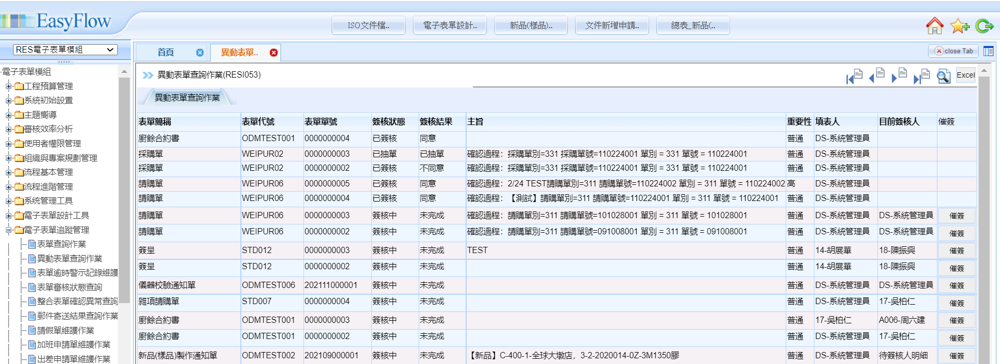 EasyFlow
ISO文件檔.. 電子表單設計.. 新品(樣品).. 文件新增申請.. 總表_新品(..
RES電子表單模組
首頁 異動表單.. close Tab
電子表單模組
工程預算管理
系統初始設置
主題嚮導
審核效率分析
使用者權限管理
組織與專案規劃管理
流程基本管理
流程進階管理
系統管理工具
電子表單設計工具
電子表單追蹤管理
表單查詢作業
異動表單查詢作業
表單逾時警示記錄維護
表單審核狀態查詢
整合表單確認異常查詢
郵件寄送結果查詢作業
請假單維護作業
加班申請單維護作業
出差申請單維護作業
異動表單查詢作業(RESI053) Excel
異動表單查詢作業
表單簡稱 表單代號 表單單號 簽核狀態 簽核結果 主旨 重要性 填表人 目前簽核人 催簽
廚餘合約書 ODMTEST001 0000000004 已簽核 同意 普通 DS-系統管理員
採購單 WEIPUR02 0000000003 已抽單 已抽單 確認過程：採購單別=331 採購單號=110224001 單別 = 331 單號 = 110224001 普通 DS-系統管理員
採購單 WEIPUR02 0000000002 已簽核 不同意 確認過程：採購單別=331 採購單號=110224001 單別 = 331 單號 = 110224001 普通 DS-系統管理員
請購單 WEIPUR06 0000000005 已簽核 同意 確認過程：2/24 TEST請購單別=311 請購單號=110224002 單別 = 311 單號 = 110224002 高 DS-系統管理員
請購單 WEIPUR06 0000000004 已簽核 同意 確認過程：【測試】請購單別=311 請購單號=110224001 單別 = 311 單號 = 110224001 普通 DS-系統管理員
請購單 WEIPUR06 0000000003 簽核中 未完成 確認過程：請購單別=311 請購單號=101028001 單別 = 311 單號 = 101028001 普通 DS-系統管理員 DS-系統管理員 催簽
請購單 WEIPUR06 0000000002 簽核中 未完成 確認過程：請購單別=311 請購單號=091008001 單別 = 311 單號 = 091008001 普通 DS-系統管理員 DS-系統管理員 催簽
簽呈 STD012 0000000003 簽核中 未完成 TEST 普通 14-胡展華 18-陳振興 催簽
簽呈 STD012 0000000002 簽核中 未完成 普通 14-胡展華 18-陳振興 催簽
儀器校驗通知單 ODMTEST006 202111000001 簽核中 未完成 普通 DS-系統管理員 DS-系統管理員 催簽
雜項請購單 STD007 0000000004 簽核中 未完成 普通 DS-系統管理員 17-吳柏仁 催簽
廚餘合約書 ODMTEST001 0000000003 簽核中 未完成 普通 17-吳柏仁 A006-周六建 催簽
廚餘合約書 ODMTEST001 0000000002 簽核中 未完成 普通 DS-系統管理員 17-吳柏仁 催簽
新品(樣品)製作通知單 ODMTEST002 202109000001 簽核中 未完成 【新品】C-400-1-全球大墩店，3-2-2020014-0Z-3M1350膠 普通 DS-系統管理員 待簽核人明細 催簽